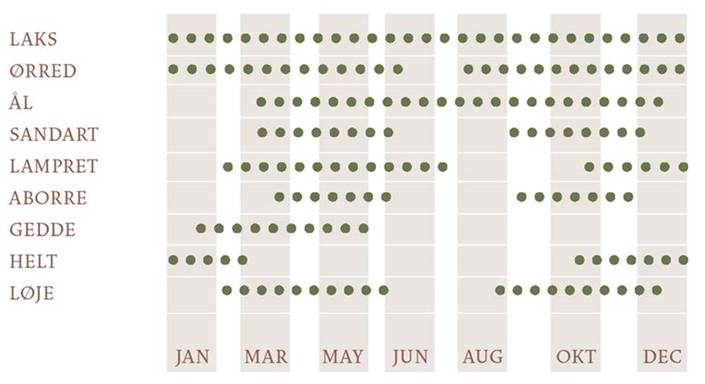 LAKS
ØRRED
ÅL
SANDART
LAMPRET
ABORRE
GEDDE
HELT
LØJE
JAN MAR MAY JUN AUG OKT DEC